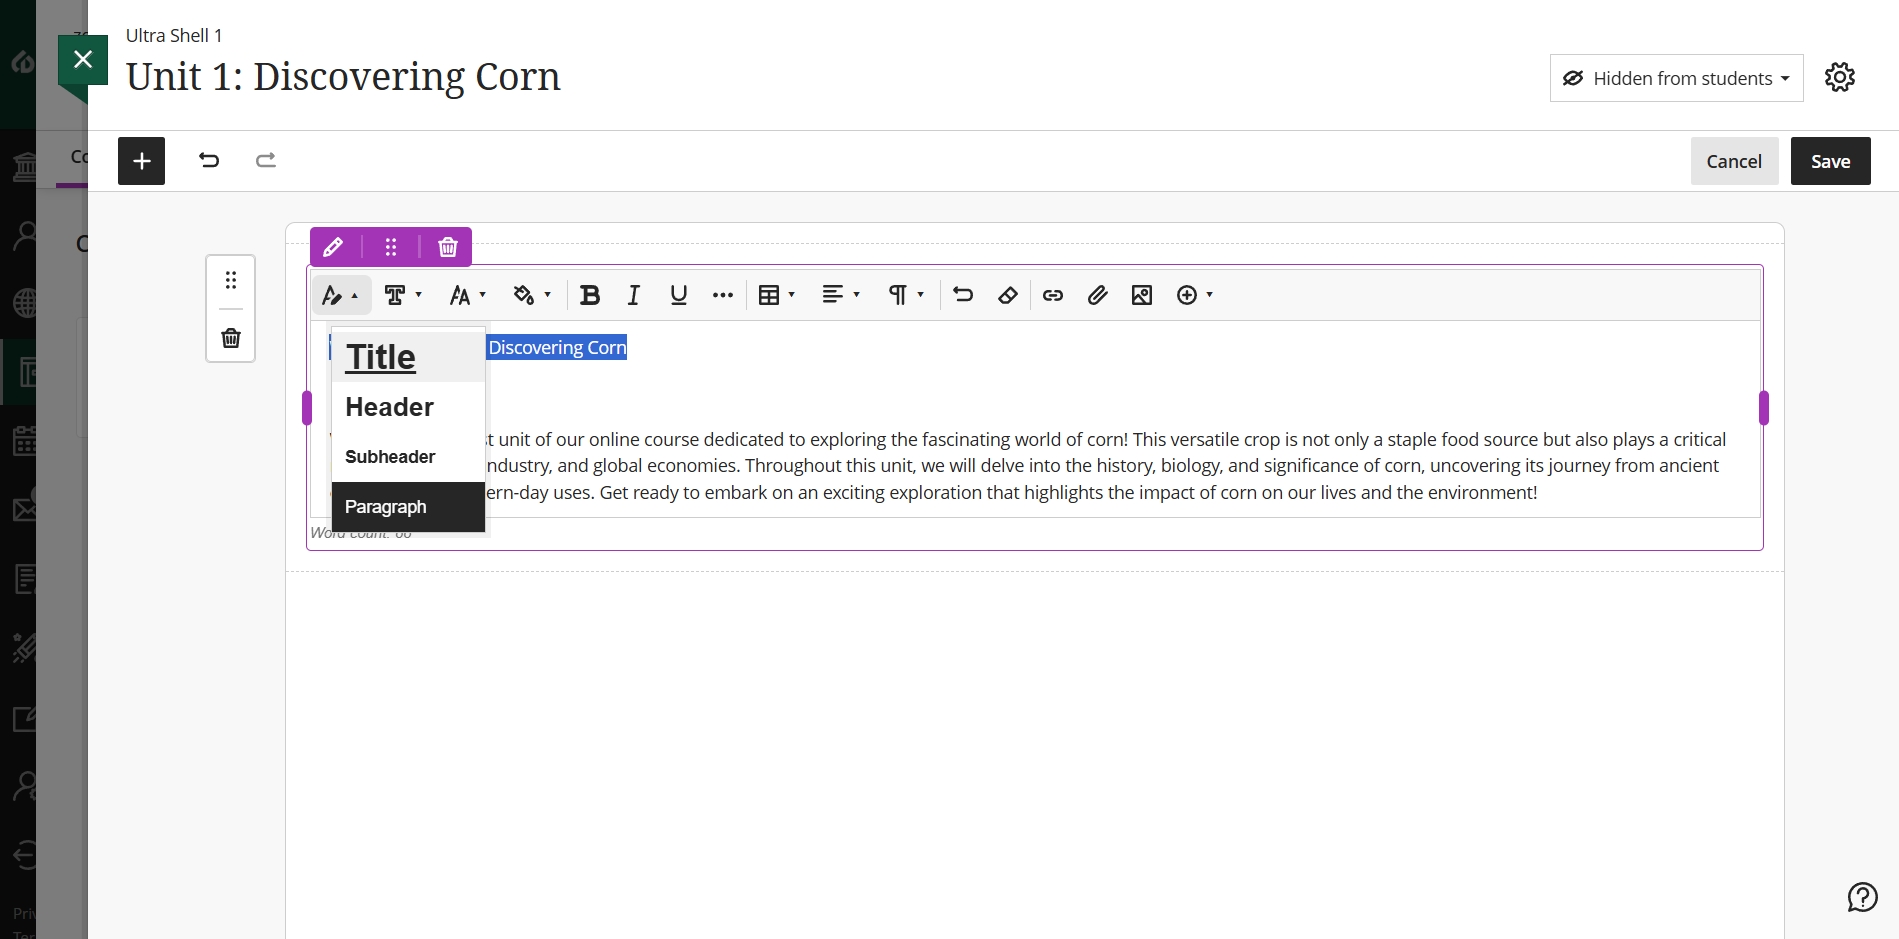 Ultra Shell 1
Unit 1: Discovering Corn
Hidden from students
Cancel
Save
Discovering Corn
Title
Header
Subheader
Paragraph
unit of our online course dedicated to exploring the fascinating world of corn! This versatile crop is not only a staple food source but also plays a critical
and global economies. Throughout this unit, we will delve into the history, biology, and significance of corn, uncovering its journey from ancient
uses. Get ready to embark on an exciting exploration that highlights the impact of corn on our lives and the environment!
Word count: